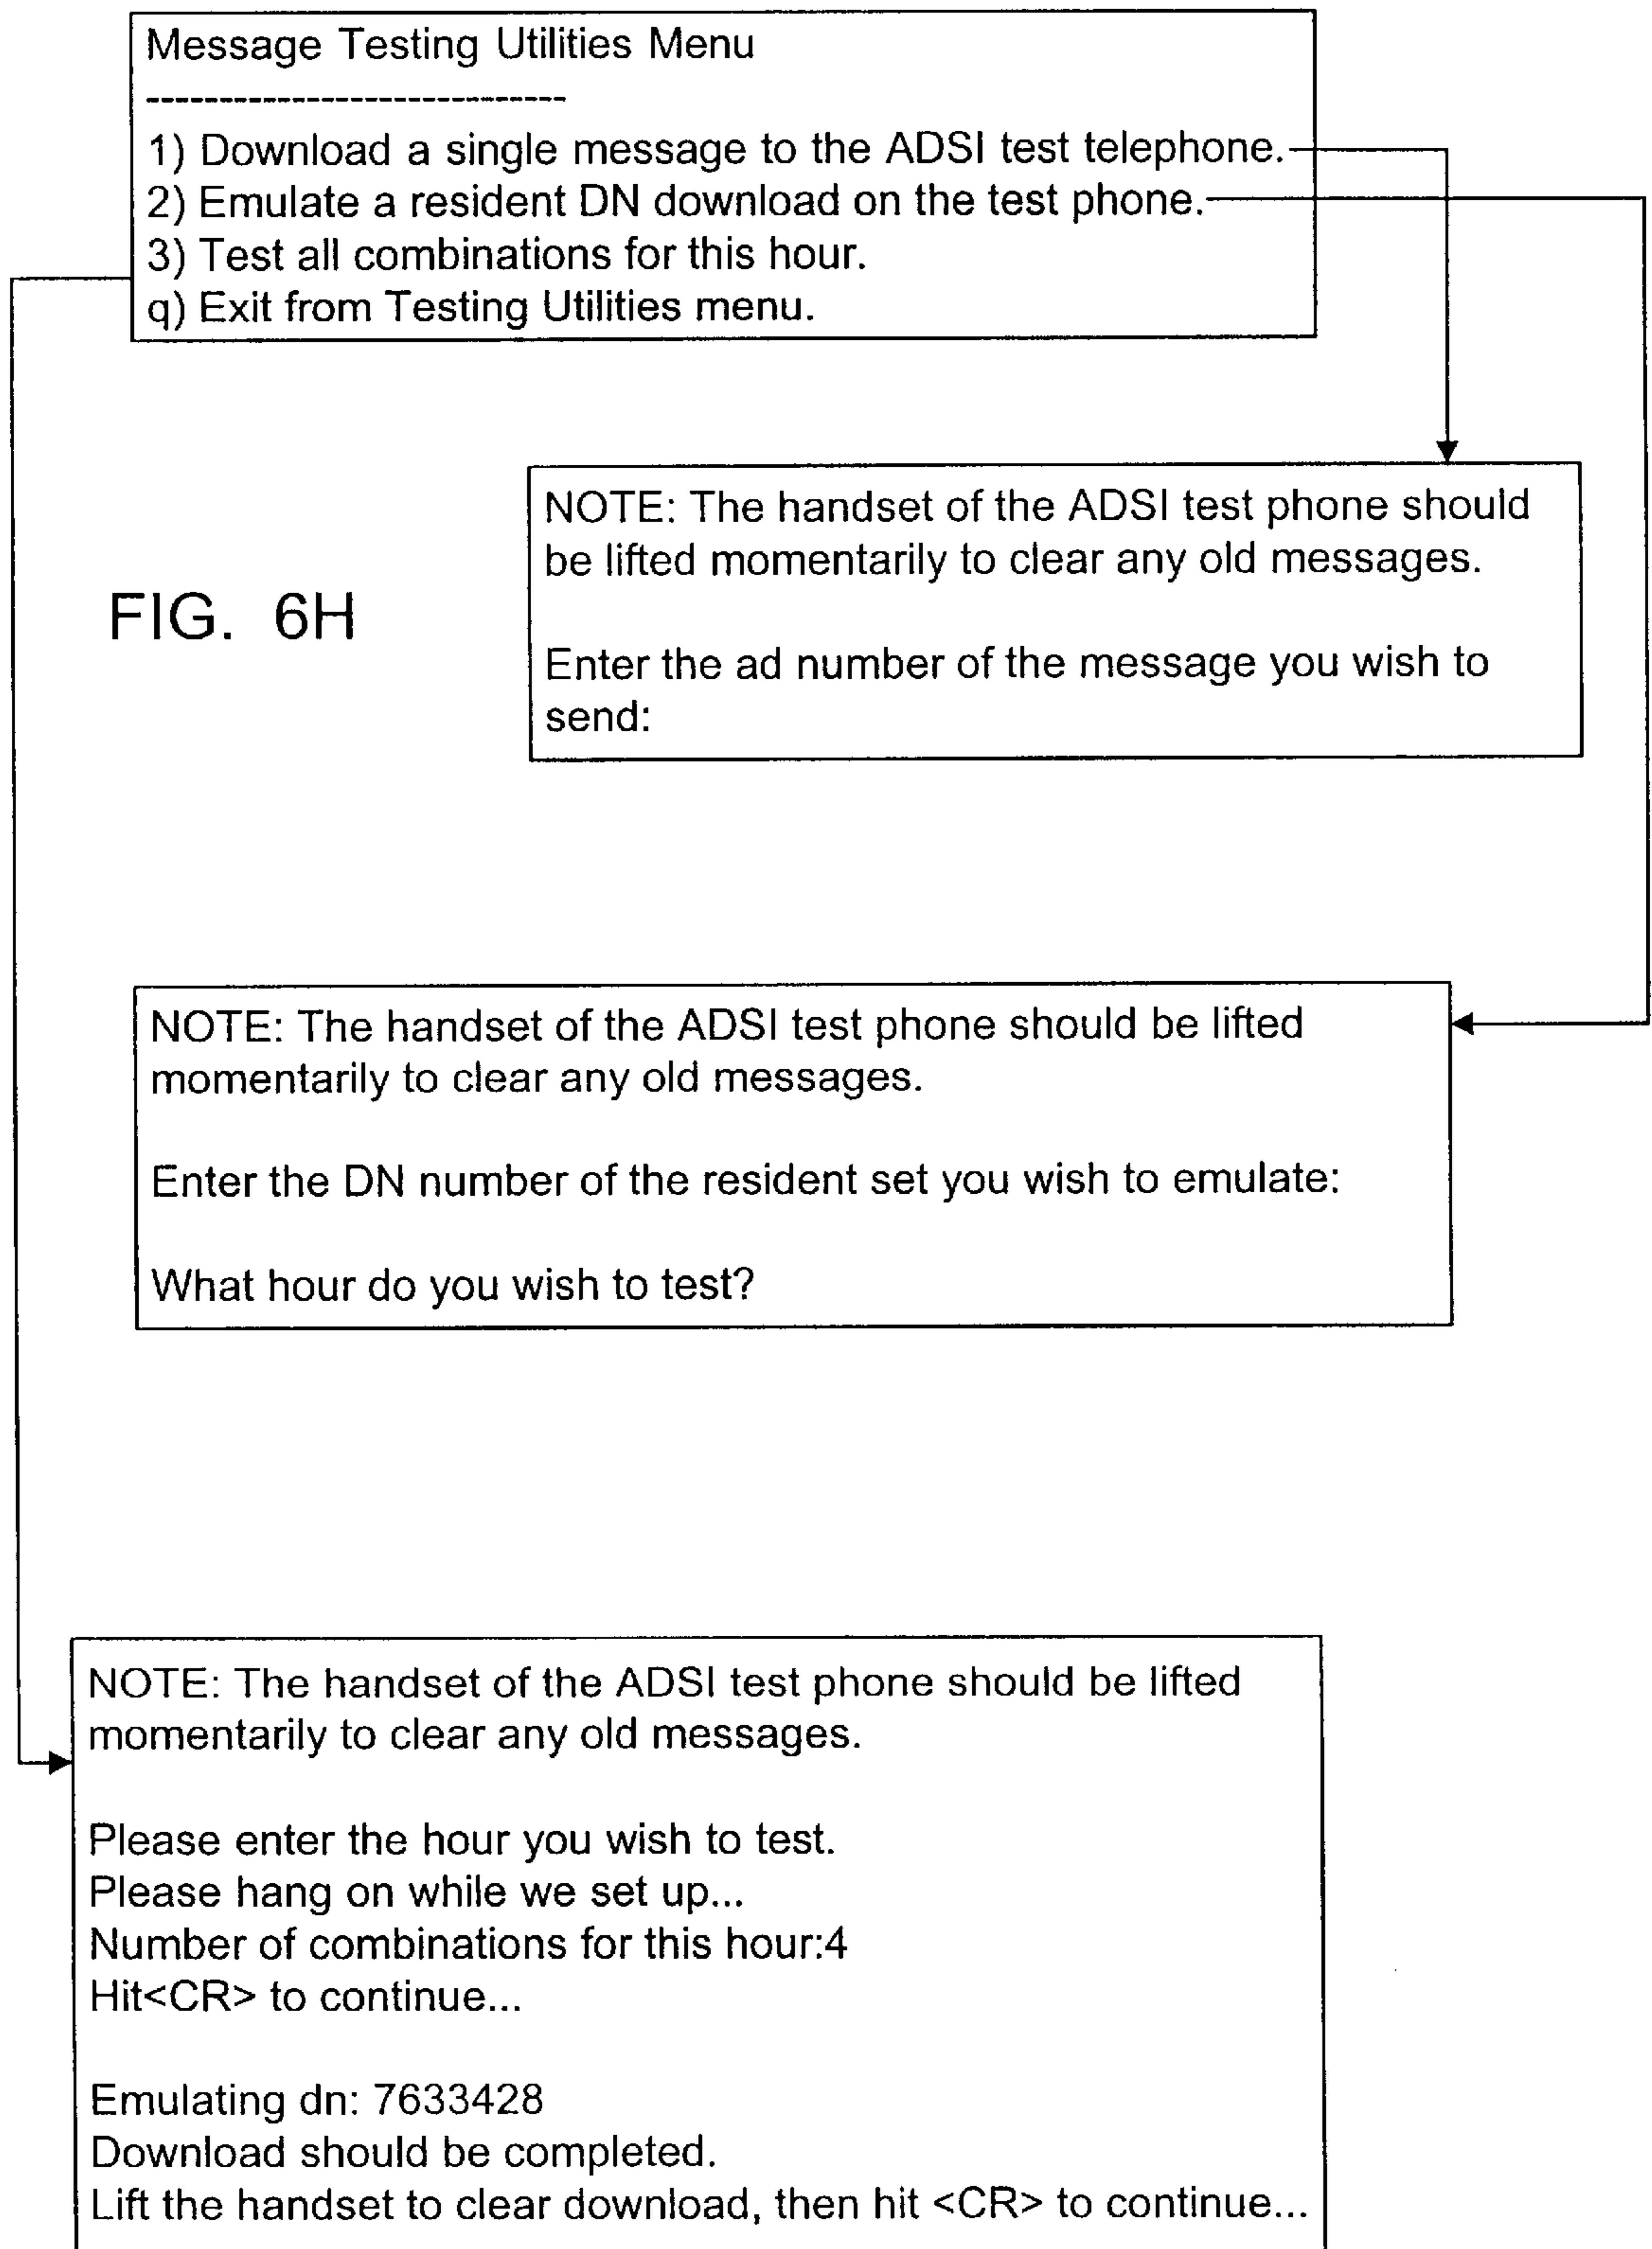 Message Testing Utilities Menu
-----------------------------
1) Download a single message to the ADSI test telephone.
2) Emulate a resident DN download on the test phone.
3) Test all combinations for this hour.
q) Exit from Testing Utilities menu.
NOTE: The handset of the ADSI test phone should
be lifted momentarily to clear any old messages.
Enter the ad number of the message you wish to
send:
FIG. 6H
NOTE: The handset of the ADSI test phone should be lifted
momentarily to clear any old messages.
Enter the DN number of the resident set you wish to emulate:
What hour do you wish to test?
NOTE: The handset of the ADSI test phone should be lifted
momentarily to clear any old messages.
Please enter the hour you wish to test.
Please hang on while we set up...
Number of combinations for this hour:4
Hit<CR> to continue...
Emulating dn: 7633428
Download should be completed.
Lift the handset to clear download, then hit <CR> to continue...